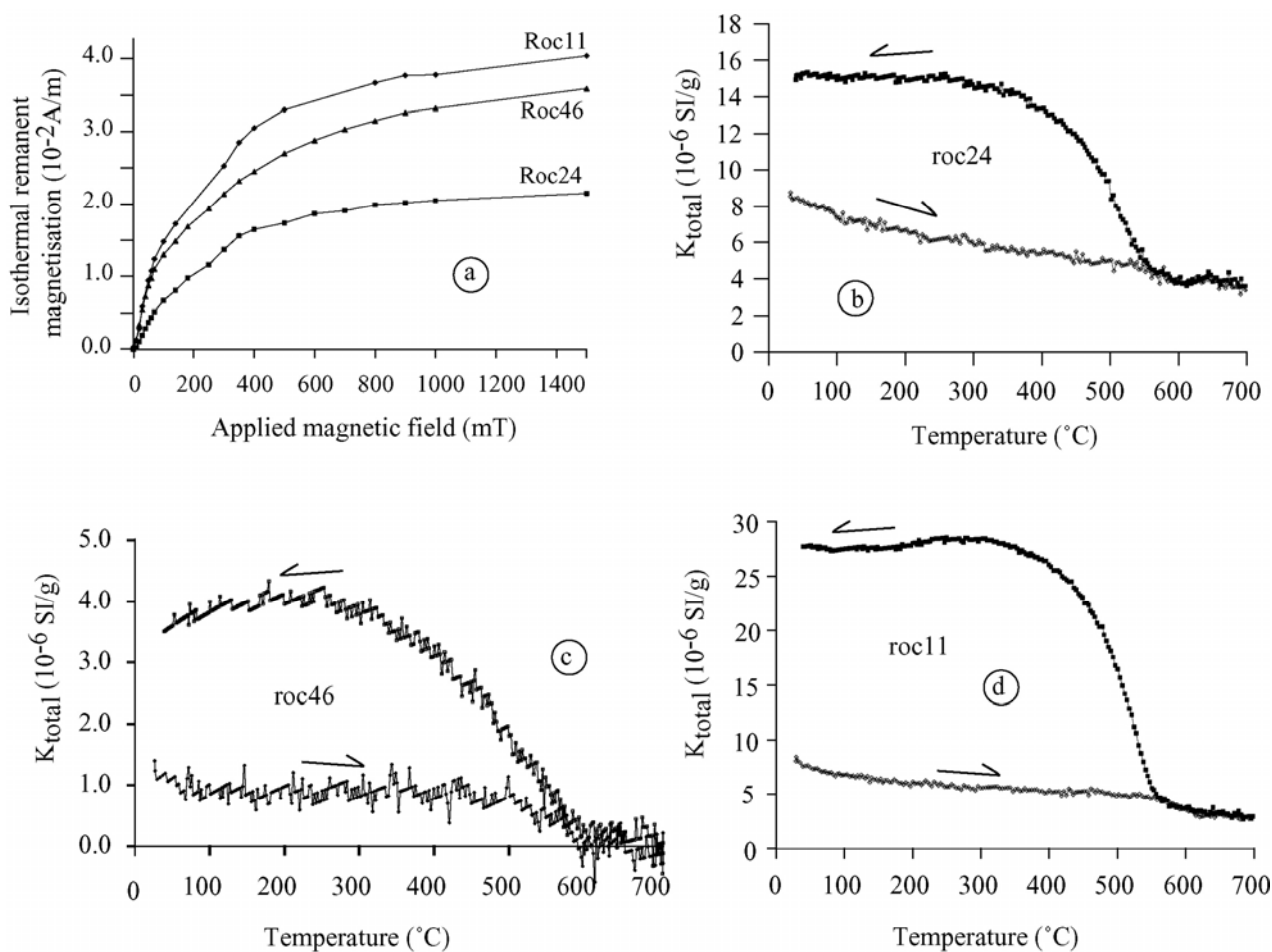 Isothermal remanent
magnetisation (10-2A/m)
4.0
3.0
2.0
1.0
0.0
Roc11
Roc46
Roc24
a
0 200 400 600 800 1000 1200 1400
Applied magnetic field (mT)
Ktotal (10-6 SI/g)
18
16
14
12
10
8
6
4
2
0
roc24
b
0 100 200 300 400 500 600 700
Temperature (˚C)
Ktotal (10-6 SI/g)
5.0
4.0
3.0
2.0
1.0
0.0
roc46
c
0 100 200 300 400 500 600 700
Temperature (˚C)
Ktotal (10-6 SI/g)
30
25
20
15
10
5
0
roc11
d
0 100 200 300 400 500 600 700
Temperature (˚C)